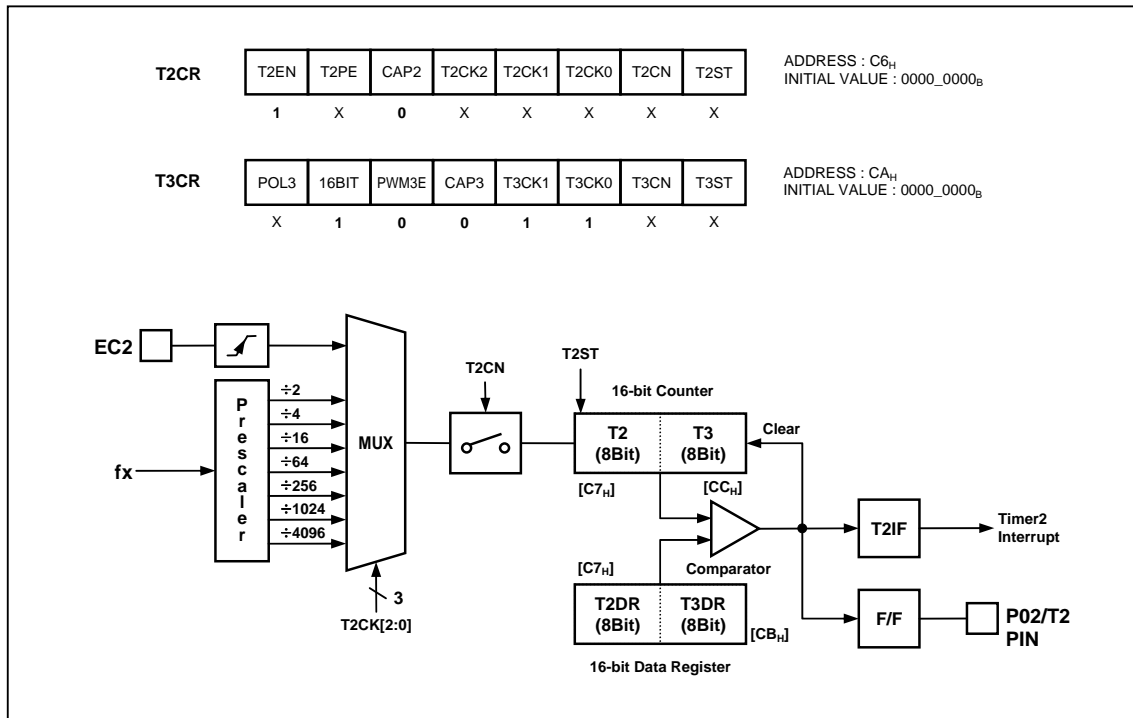 T2CR T2EN T2PE CAP2 T2CK2 T2CK1 T2CK0 T2CN T2ST
ADDRESS : C6H
INITIAL VALUE : 0000_0000B
1 X 0 X X X X X
T3CR POL3 16BIT PWM3E CAP3 T3CK1 T3CK0 T3CN T3ST
ADDRESS : CAH
INITIAL VALUE : 0000_0000B
X 1 0 0 1 1 X X
EC2
fx
Prescaler
÷2
÷4
÷16
÷64
÷256
÷1024
÷4096
MUX
3
T2CK[2:0]
T2CN
T2ST
16-bit Counter
T2
(8Bit)
T3
(8Bit)
Clear
[C7H]
[CCH]
Comparator
[C7H]
T2DR
(8Bit)
T3DR
(8Bit)
[CBH]
16-bit Data Register
T2IF
Timer2
Interrupt
F/F
P02/T2
PIN